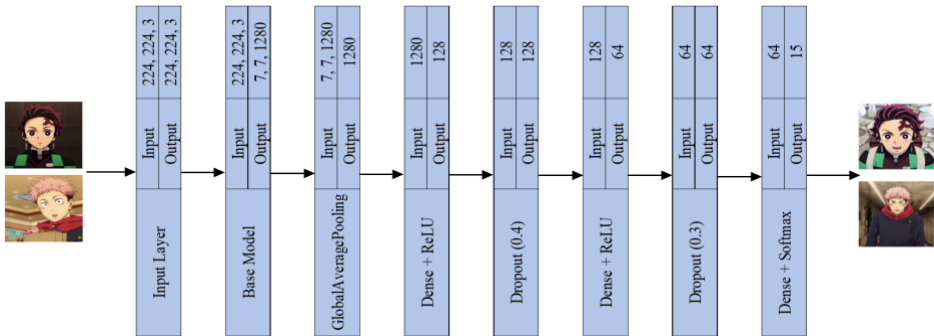 Input Layer
Input 224, 224, 3
Output 224, 224, 3
Base Model
Input 224, 224, 3
Output 7, 7, 1280
GlobalAveragePooling
Input 7, 7, 1280
Output 1280
Dense + ReLU
Input 1280
Output 128
Dropout (0.4)
Input 128
Output 128
Dense + ReLU
Input 128
Output 64
Dropout (0.3)
Input 64
Output 64
Dense + Softmax
Input 64
Output 15